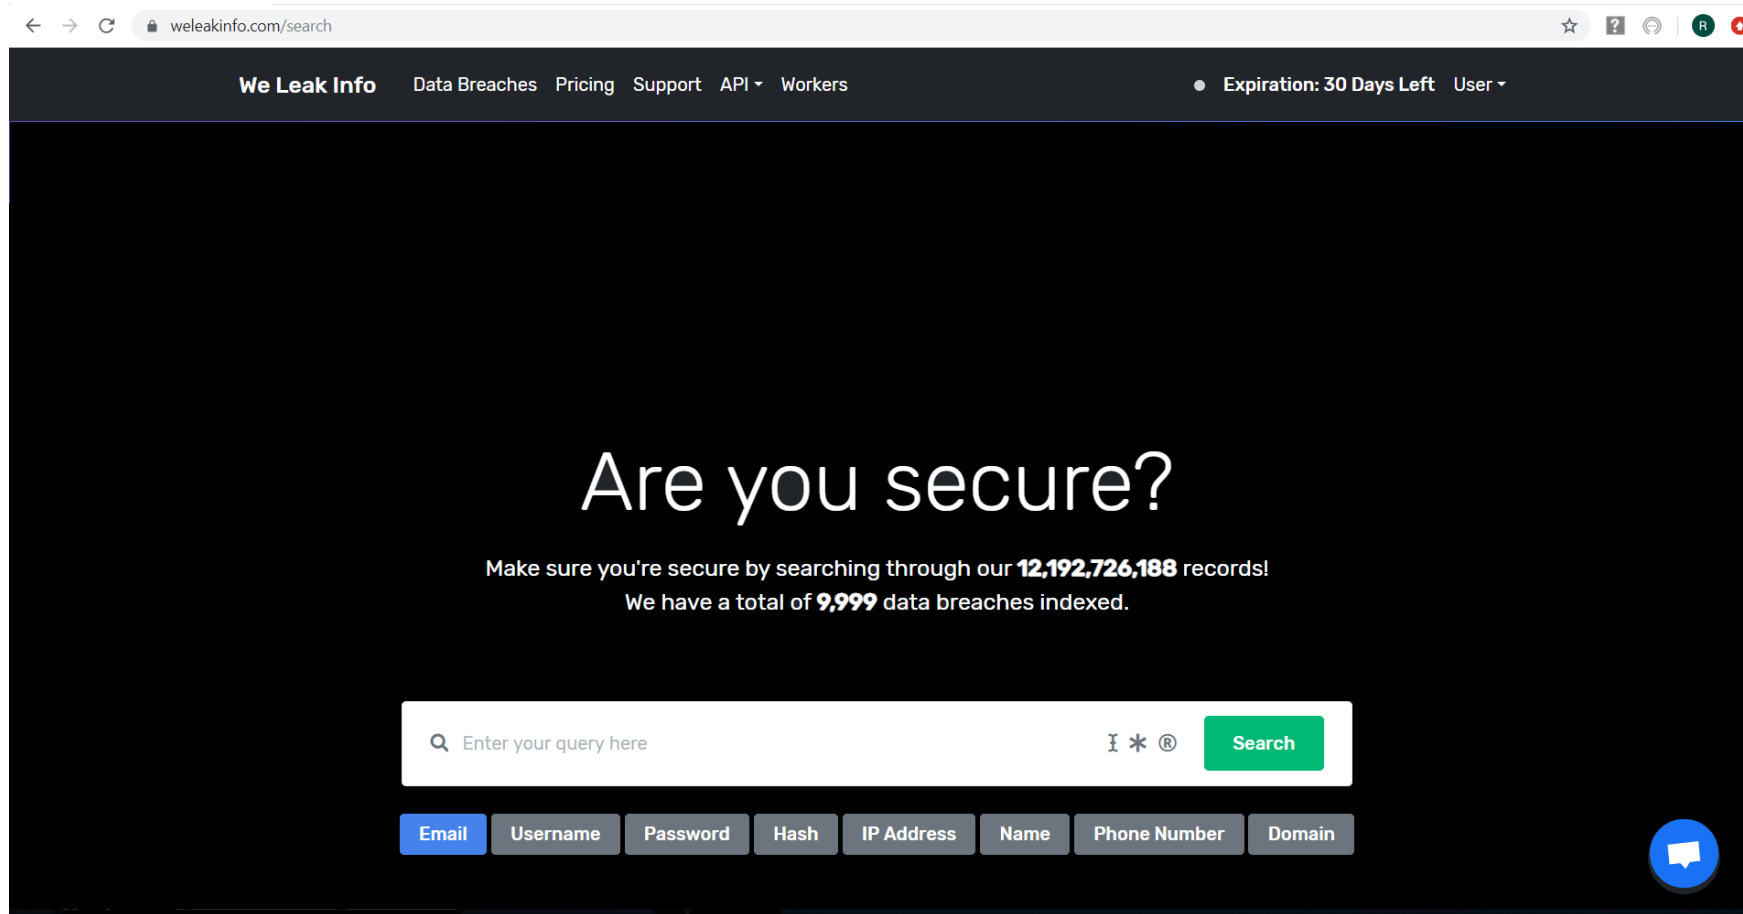 weleakinfo.com/search
R
We Leak Info Data Breaches Pricing Support API Workers Expiration: 30 Days Left User
Are you secure?
Make sure you're secure by searching through our 12,192,726,188 records!
We have a total of 9,999 data breaches indexed.
Enter your query here Search
Email Username Password Hash IP Address Name Phone Number Domain